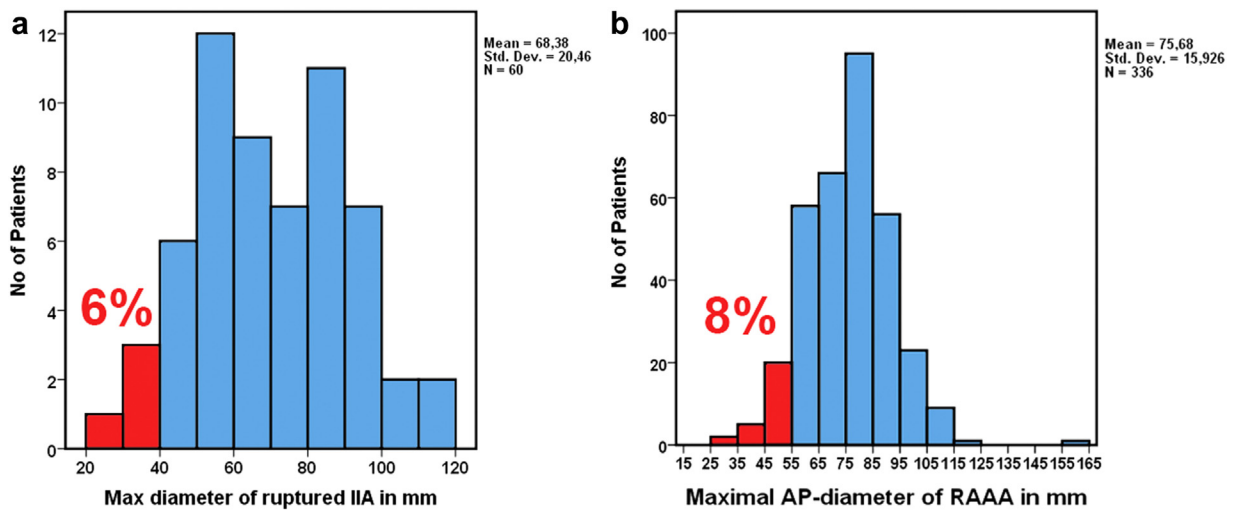 a
Mean = 68,38
Std. Dev. = 20,46
N = 60
12
10
8
6
4
2
0
No of Patients
6%
20 40 60 80 100 120
Max diameter of ruptured IIA in mm
b
Mean = 75,68
Std. Dev. = 15,926
N = 336
100
80
60
40
20
0
No of Patients
8%
15 25 35 45 55 65 75 85 95 105 115 125 135 145 155 165
Maximal AP-diameter of RAAA in mm